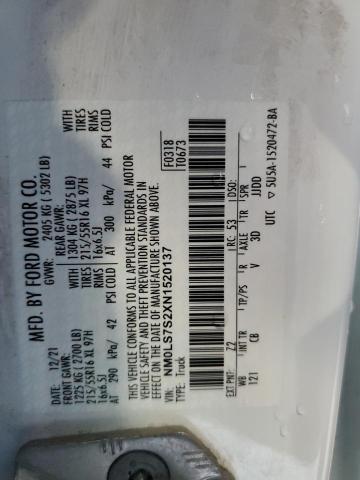 MFD. BY FORD MOTOR CO.
DATE: 12/21
GVWR: 2405 KG ( 5302 LB)
FRONT GAWR:
1225 KG ( 2700 LB)
WITH
215/55R16 XL 97H TIRES
16x6.5J RIMS
AT 290 kPa/ 42 PSI COLD
REAR GAWR:
1304 KG ( 2875 LB)
WITH
215/55R16 XL 97H TIRES
16x6.5J RIMS
AT 300 kPa/ 44 PSI COLD
THIS VEHICLE CONFORMS TO ALL APPLICABLE FEDERAL MOTOR
VEHICLE SAFETY AND THEFT PREVENTION STANDARDS IN
EFFECT ON THE DATE OF MANUFACTURE SHOWN ABOVE.
VIN: NM0LS7S2XN1520137
TYPE: Truck
F0318
T0673
EXT PNT: Z2 RC: 53 DSO:
WB INT TR TP/PS R AXLE TR SPR
121 CB V 3D JJDD
UTC ▽ 5U5A-1520472-BA